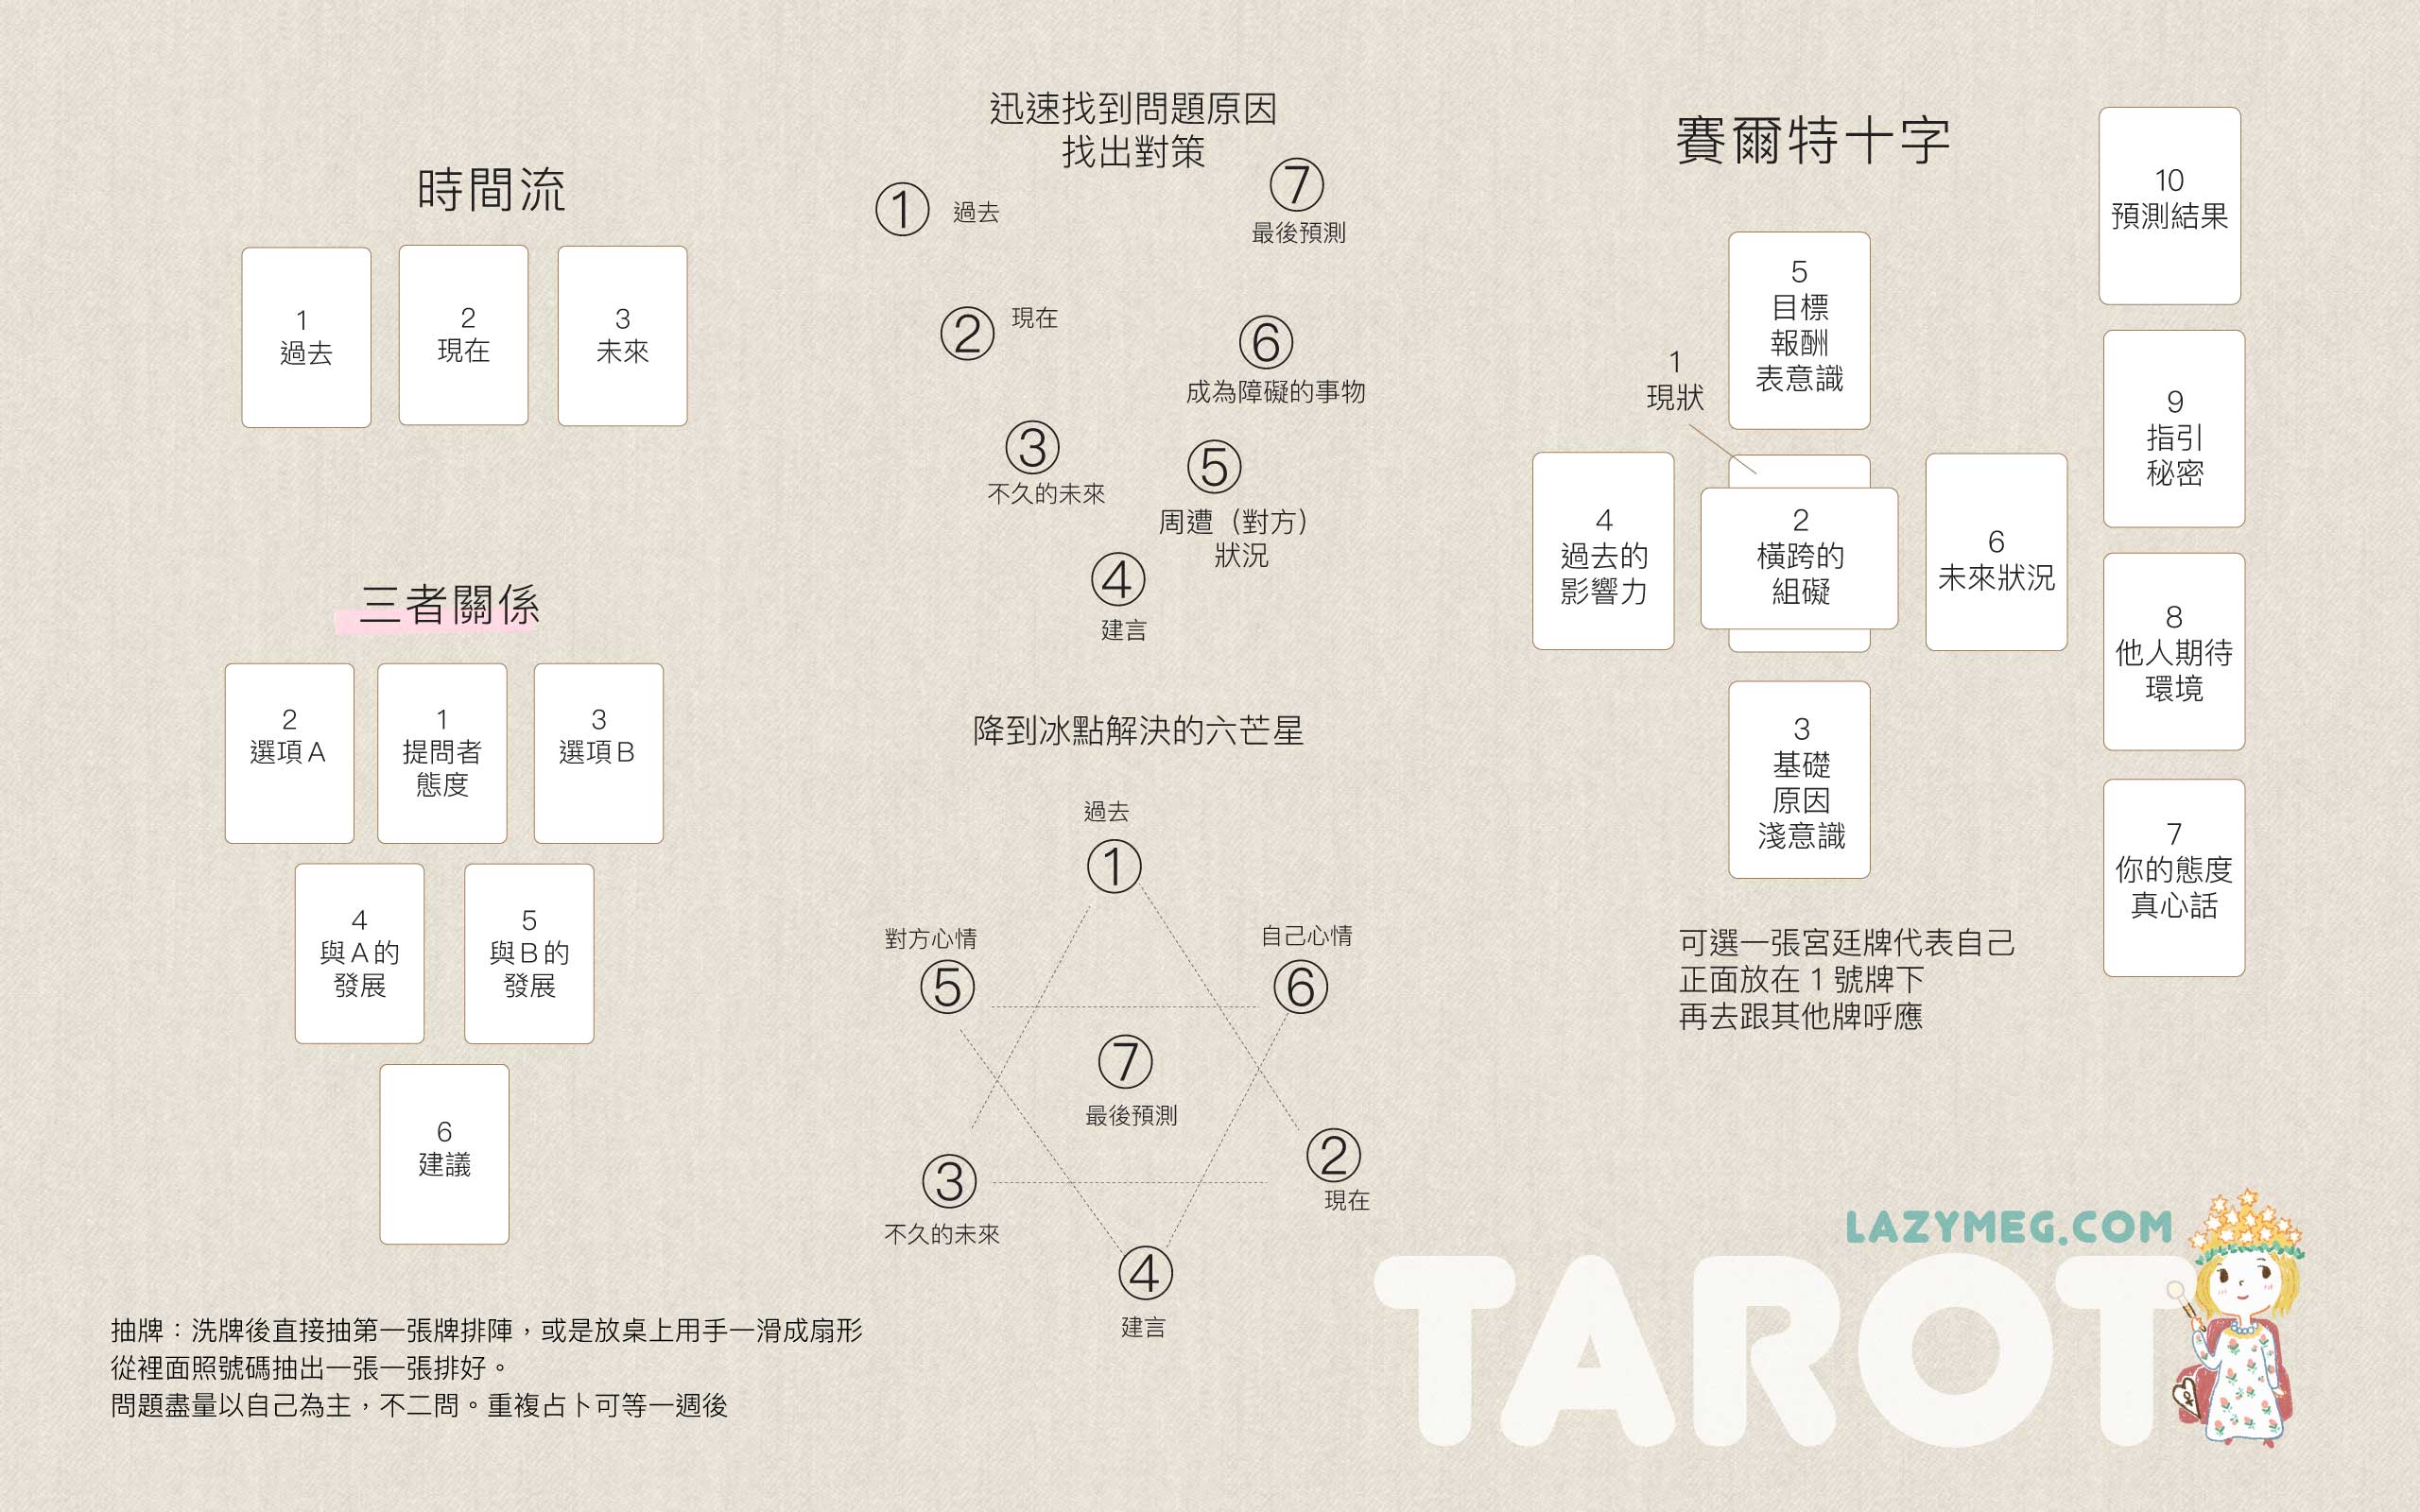 時間流
1
過去
2
現在
3
未來
三者關係
2
選項A
1
提問者
態度
3
選項B
4
與A的
發展
5
與B的
發展
6
建議
抽牌：洗牌後直接抽第一張牌排陣，或是放桌上用手一滑成扇形
從裡面照號碼抽出一張一張排好。
問題盡量以自己為主，不二問。重複占卜可等一週後
迅速找到問題原因
找出對策
① 過去
⑦
最後預測
② 現在
⑥
成為障礙的事物
③
不久的未來
⑤
周遭（對方）
狀況
④
建言
降到冰點解決的六芒星
過去
①
對方心情
⑤
自己心情
⑥
⑦
最後預測
③
不久的未來
②
現在
④
建言
賽爾特十字
1
現狀
5
目標
報酬
表意識
4
過去的
影響力
2
橫跨的
組礙
6
未來狀況
3
基礎
原因
淺意識
10
預測結果
9
指引
秘密
8
他人期待
環境
7
你的態度
真心話
可選一張宮廷牌代表自己
正面放在1號牌下
再去跟其他牌呼應
LAZYMEG.COM
TAROT